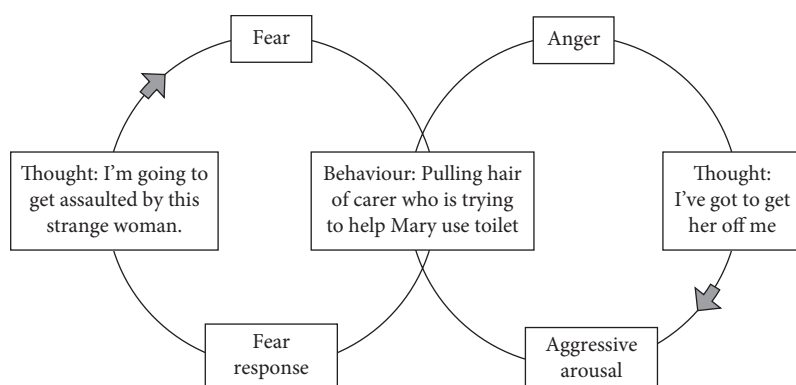 Fear
Anger
Thought: I'm going to
get assaulted by this
strange woman.
Behaviour: Pulling hair
of carer who is trying
to help Mary use toilet
Thought:
I've got to get
her off me
Fear
response
Aggressive
arousal